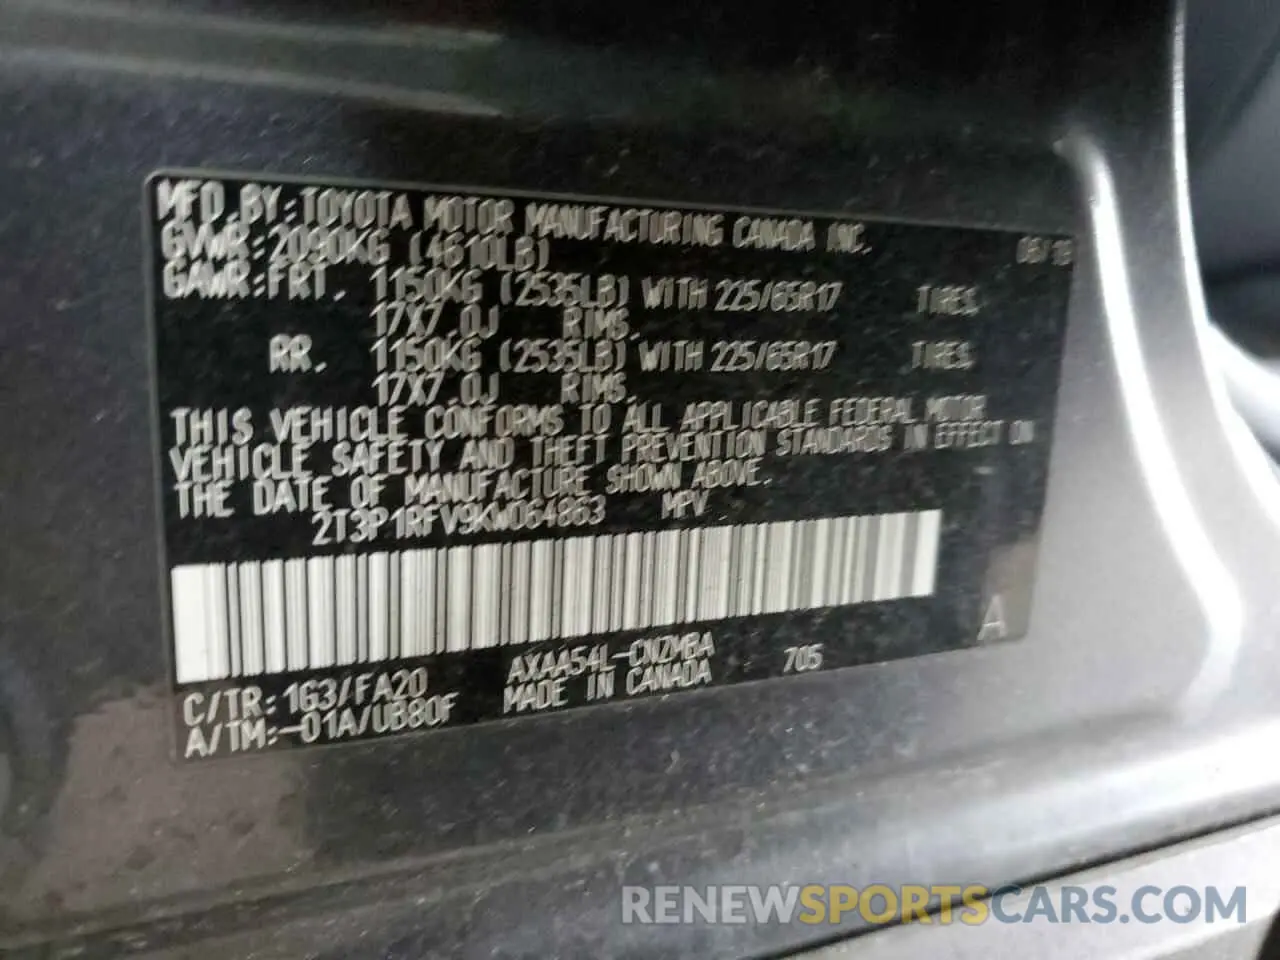 MFD. BY: TOYOTA MOTOR MANUFACTURING CANADA INC.
GVWR: 2090KG (4610LB)
GAWR: FRT. 1150KG (2535LB) WITH 225/65R17 TIRES
17X7.0J RIMS,
RR. 1150KG (2535LB) WITH 225/65R17 TIRES
17X7.0J RIMS.
THIS VEHICLE CONFORMS TO ALL APPLICABLE FEDERAL MOTOR
VEHICLE SAFETY AND THEFT PREVENTION STANDARDS IN EFFECT ON
THE DATE OF MANUFACTURE SHOWN ABOVE.
2T3P1RFV9KW064863 MPV
C/TR: 163/FA20 AXAA54L-CNZMBA 705 A
A/TM:-01A/UB80F MADE IN CANADA
RENEWSPORTSCARS.COM